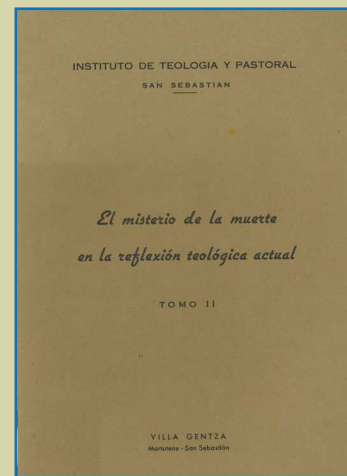 INSTITUTO DE TEOLOGIA Y PASTORAL
SAN SEBASTIAN
El misterio de la muerte
en la reflexión teológica actual
TOMO II
VILLA GENTZA
Martutene - San Sebastián